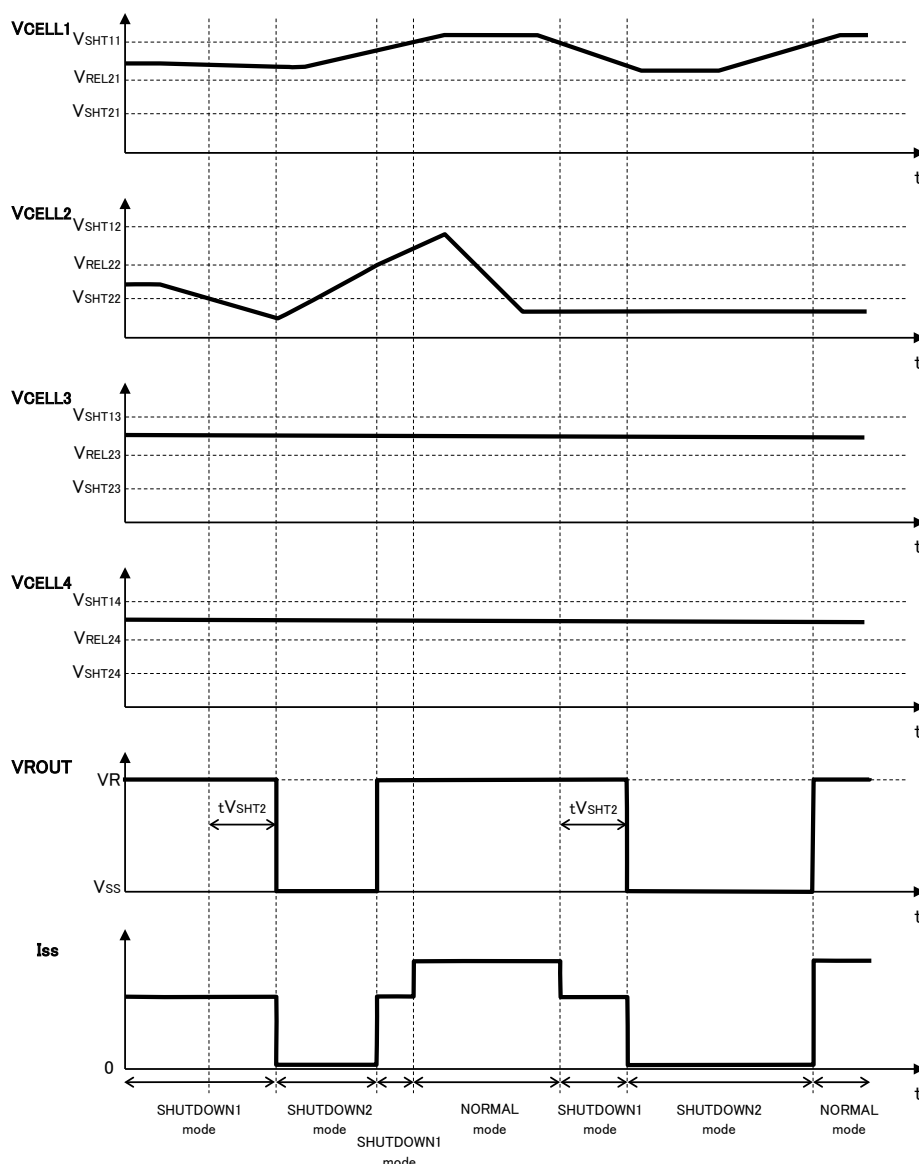 VCELL1
VSHT11
VREL21
VSHT21
t
VCELL2
VSHT12
VREL22
VSHT22
t
VCELL3
VSHT13
VREL23
VSHT23
t
VCELL4
VSHT14
VREL24
VSHT24
t
VROUT
VR
tVSHT2
tVSHT2
VSS
t
Iss
0
t
SHUTDOWN1
mode
SHUTDOWN2
mode
SHUTDOWN1
mode
NORMAL
mode
SHUTDOWN1
mode
SHUTDOWN2
mode
NORMAL
mode